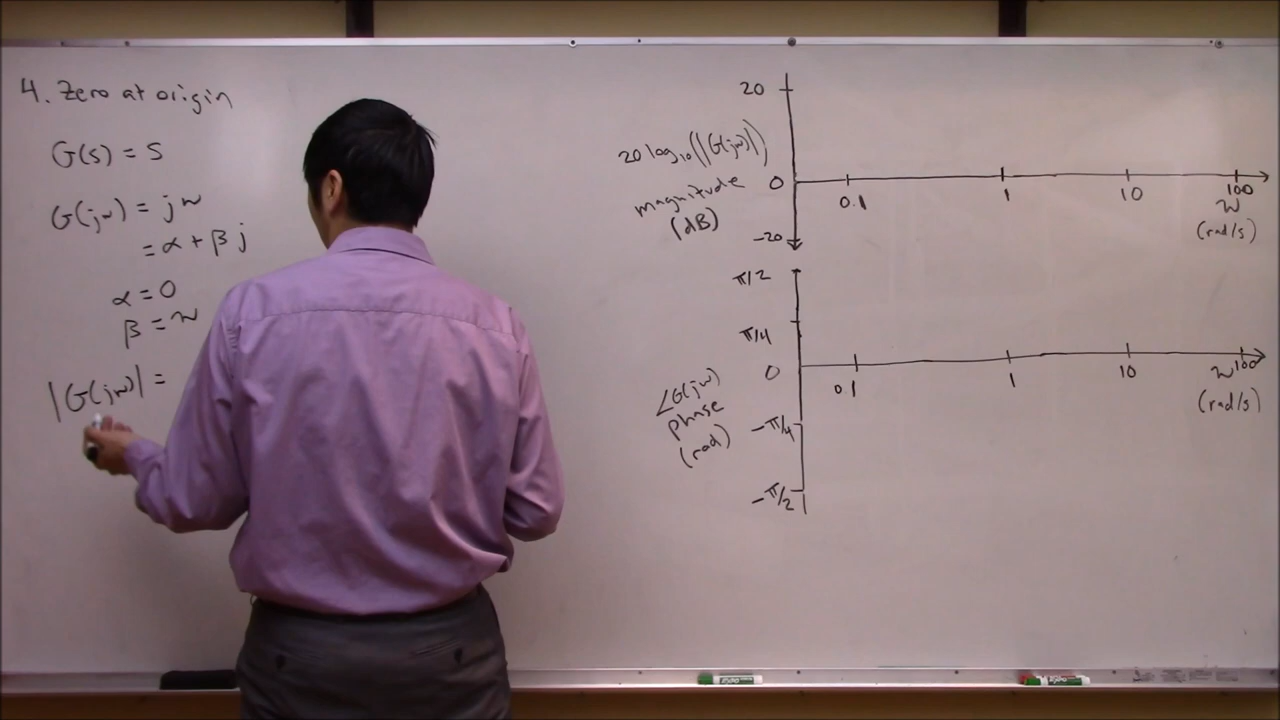 4. Zero at origin
G(s) = s
G(jω) = jω
= α + β j
α = 0
β = ω
|G(jω)| =
20
20 log₁₀(|G(jω)|)
magnitude
(dB)
0
-20
0.1
1
10
100
ω
(rad/s)
π/2
π/4
0
∠G(jω)
phase
(rad)
-π/4
-π/2
0.1
1
10
100
ω
(rad/s)